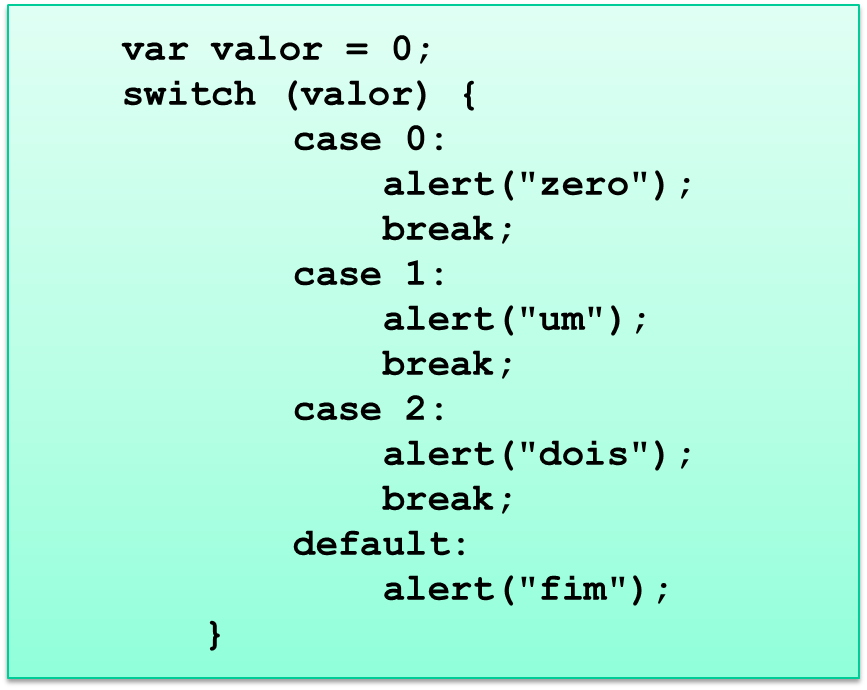 var valor = 0;
switch (valor) {
case 0:
alert("zero");
break;
case 1:
alert("um");
break;
case 2:
alert("dois");
break;
default:
alert("fim");
}